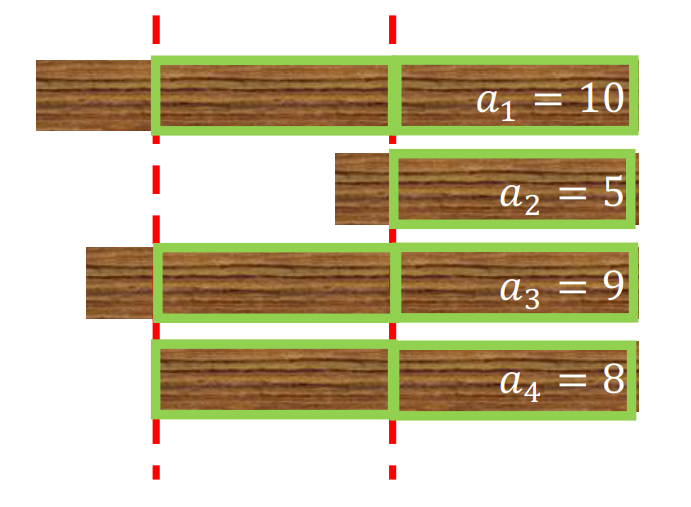 a₁ = 10
a₂ = 5
a₃ = 9
a₄ = 8